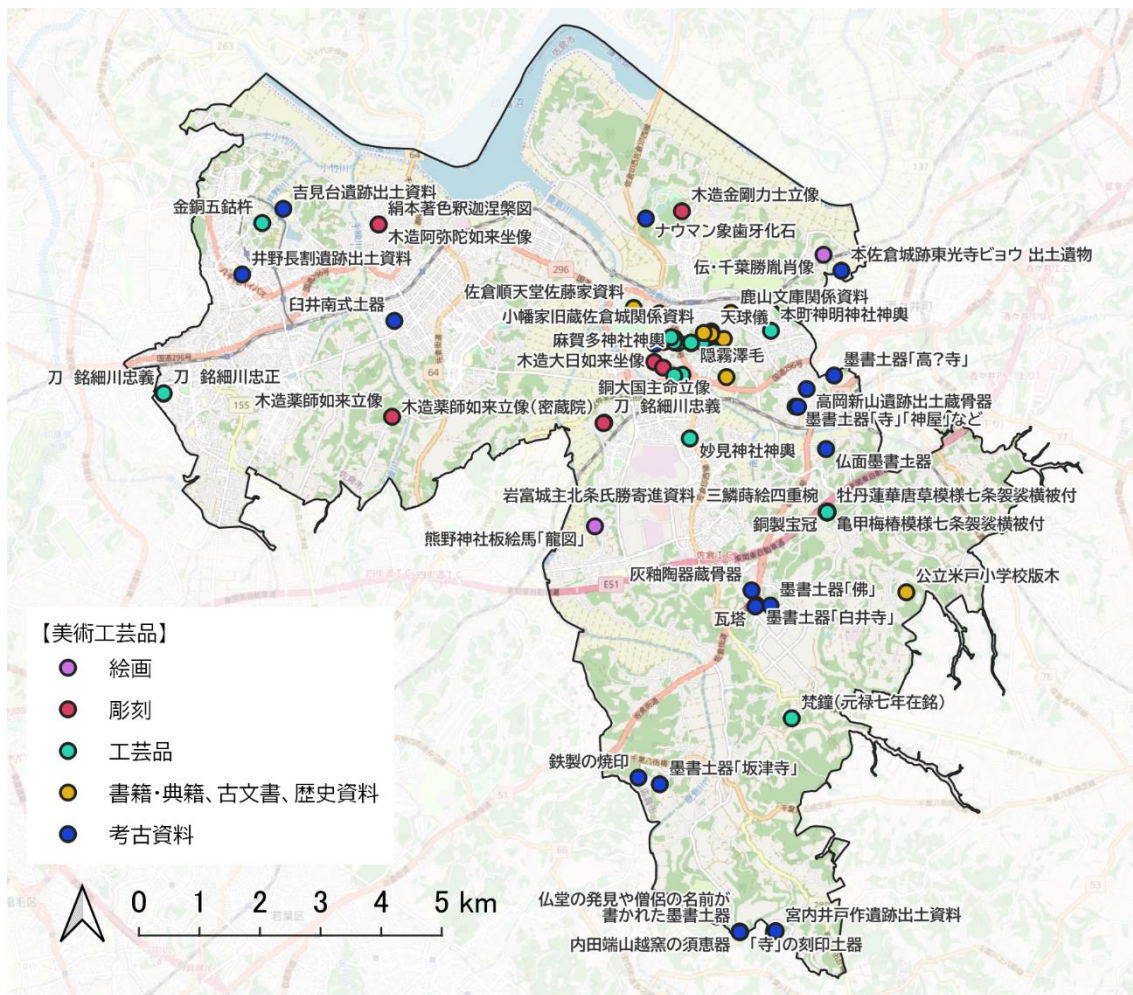 木造金剛力士立像
吉見台遺跡出土資料
金銅五鈷杵
絹本著色釈迦涅槃図
ナウマン象歯牙化石
木造阿弥陀如来坐像
井野長割遺跡出土資料
本佐倉城跡東光寺ビョウ 出土遺物
伝・千葉勝胤肖像
296
佐倉順天堂佐藤家資料
鹿山文庫関係資料
臼井南式土器
小幡家旧蔵佐倉城関係資料
天球儀
本町神明神社神輿
麻賀多神社神輿
隠霧澤毛
木造大日如来坐像
墨書土器「高?寺」
刀 銘細川忠義
刀 銘細川忠正
64
銅大国主命立像
155
木造薬師如来立像
木造薬師如来立像(密蔵院)
刀 銘細川忠義
高岡新山遺跡出土蔵骨器
墨書土器「寺」「神屋」など
妙見神社神輿
仏面墨書土器
岩富城主北条氏勝寄進資料
三鱗蒔絵四重椀
牡丹蓮華唐草模様七条袈裟横被付
銅製宝冠
亀甲梅椿模様七条袈裟横被付
熊野神社板絵馬「龍図」
E51
灰釉陶器蔵骨器
墨書土器「佛」
公立米戸小学校版木
瓦塔
墨書土器「白井寺」
梵鐘(元禄七年在銘)
鉄製の焼印
墨書土器「坂津寺」
仏堂の発見や僧侶の名前が
書かれた墨書土器
宮内井戸作遺跡出土資料
内田端山越窯の須恵器
「寺」の刻印土器
【美術工芸品】
絵画
彫刻
工芸品
書籍・典籍、古文書、歴史資料
考古資料
0 1 2 3 4 5 km